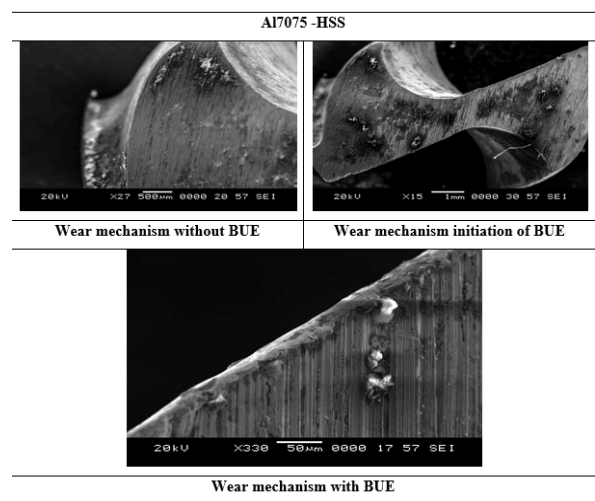 Al7075 -HSS
20kV X27 500µm 0000 20 57 SEI
20kV X15 1mm 0000 30 57 SEI
Wear mechanism without BUE
Wear mechanism initiation of BUE
20kV X330 50µm 0000 17 57 SEI
Wear mechanism with BUE